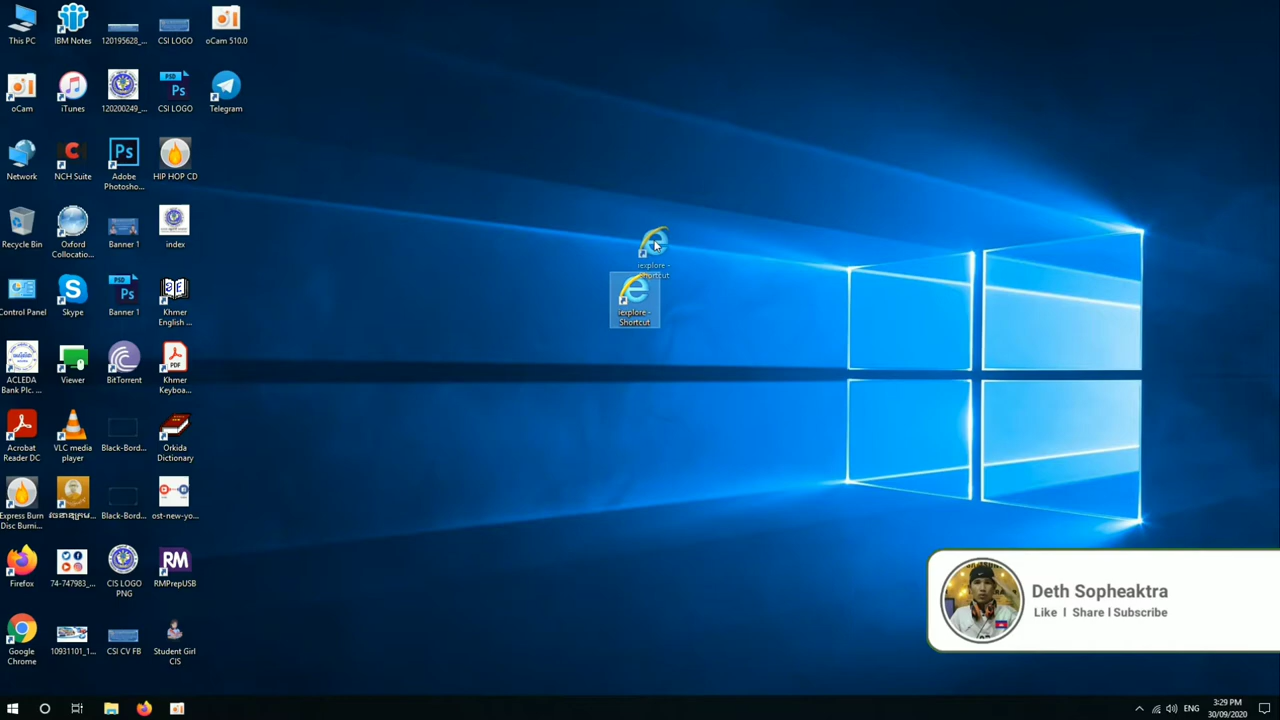 This PC
IBM Notes
120195628_...
CSI LOGO
oCam 510.0
oCam
iTunes
120200249_...
CSI LOGO
Telegram
Network
NCH Suite
Adobe
Photosho...
HIP HOP CD
Recycle Bin
Oxford
Collocatio...
Banner 1
index
Control Panel
Skype
Banner 1
Khmer
English ...
ACLEDA
Bank Plc. ...
Viewer
BitTorrent
Khmer
Keyboa...
Acrobat
Reader DC
VLC media
player
Black-Bord...
Orkida
Dictionary
Express Burn
Disc Burni...
Black-Bord...
ost-new-yo...
Firefox
74-747983_...
CIS LOGO
PNG
RMPrepUSB
Google
Chrome
10931101_1...
CSI CV FB
Student Girl
CIS
iexplore -
Shortcut
iexplore -
Shortcut
Deth Sopheaktra
Like I Share I Subscribe
ENG
3:29 PM
30/09/2020